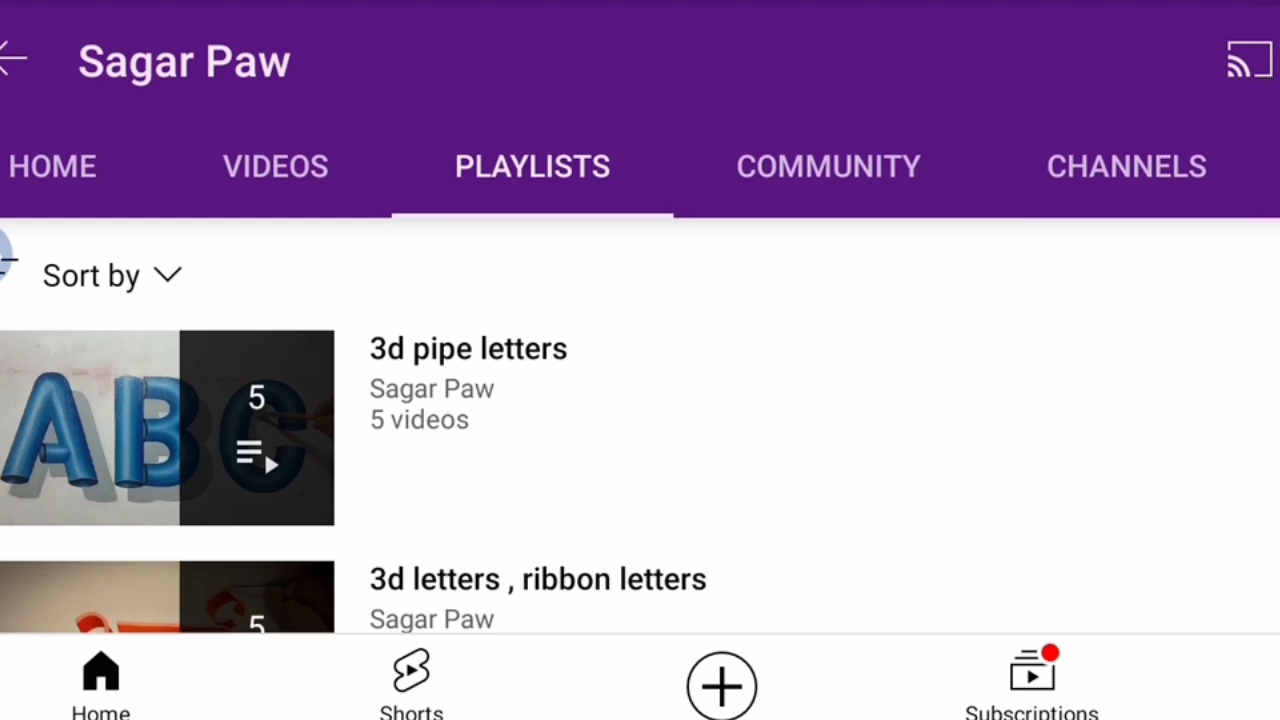 Sagar Paw
HOME VIDEOS PLAYLISTS COMMUNITY CHANNELS
Sort by
ABC
5
3d pipe letters
Sagar Paw
5 videos
5
3d letters , ribbon letters
Sagar Paw
Home Shorts Subscriptions